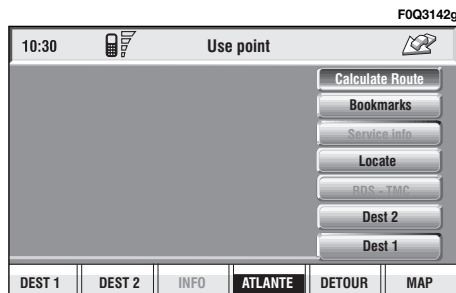 F0Q3142g
10:30 Use point
Calculate Route
Bookmarks
Service info
Locate
RDS - TMC
Dest 2
Dest 1
DEST 1 DEST 2 INFO ATLANTE DETOUR MAP